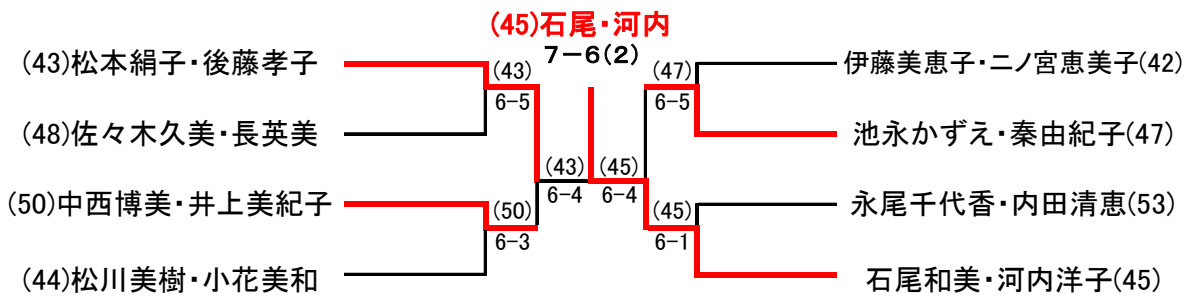 (45)石尾・河内
7－6(2)
(43)松本絹子・後藤孝子
(43)
6-5
(48)佐々木久美・長英美
(43)
6-4
(50)中西博美・井上美紀子
(50)
6-3
(44)松川美樹・小花美和
伊藤美恵子・二ノ宮恵美子(42)
(47)
6-5
池永かずえ・秦由紀子(47)
(45)
6-4
永尾千代香・内田清恵(53)
(45)
6-1
石尾和美・河内洋子(45)